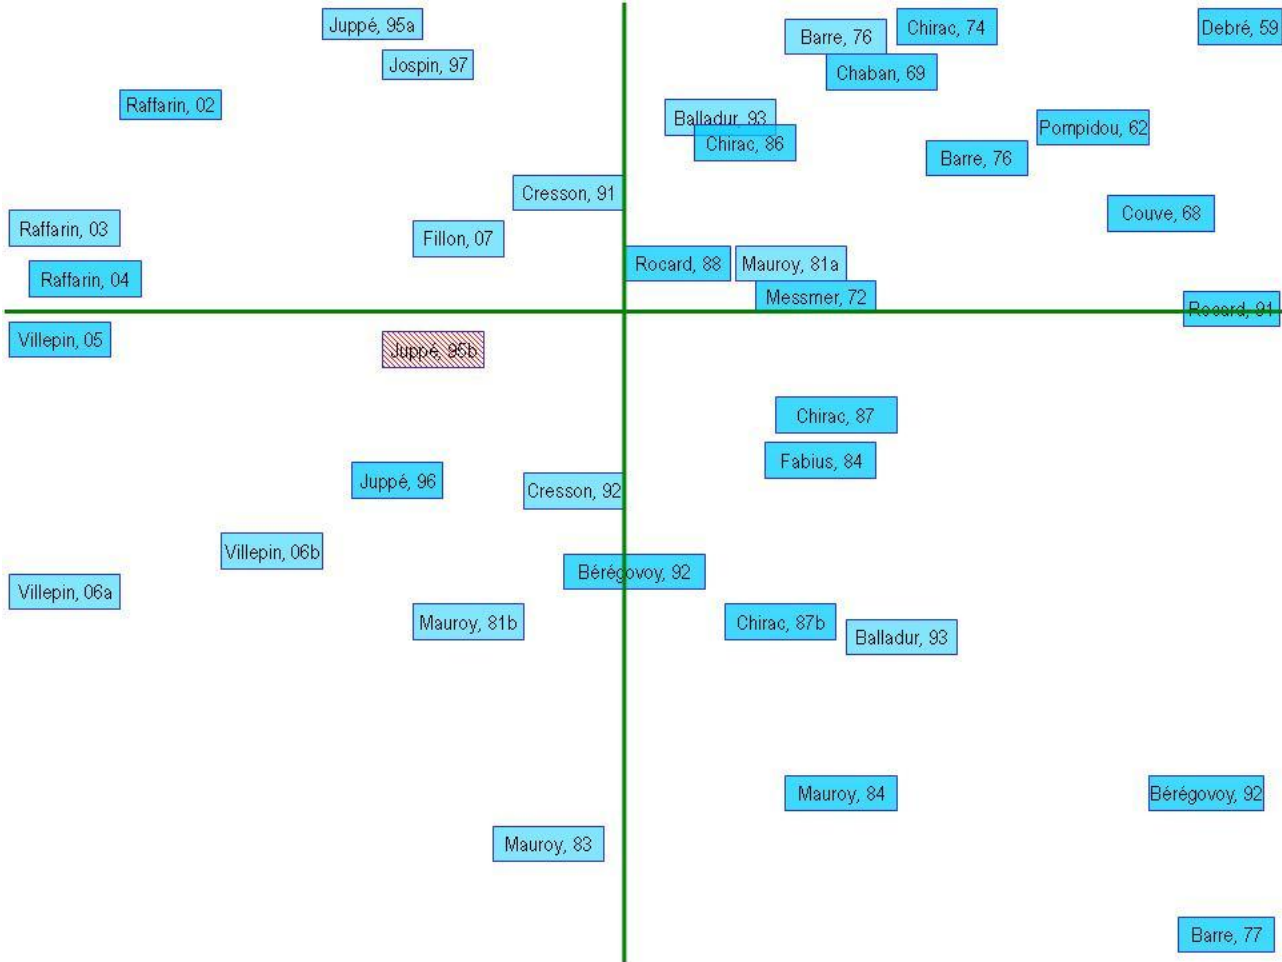 Juppé, 95a
Chirac, 74
Debré, 59
Barre, 76
Jospin, 97
Chaban, 69
Raffarin, 02
Balladur, 93
Pompidou, 62
Chirac, 86
Barre, 76
Cresson, 91
Couve, 68
Raffarin, 03
Fillon, 07
Rocard, 88
Mauroy, 81a
Raffarin, 04
Messmer, 72
Rocard, 91
Villepin, 05
Juppé, 95b
Chirac, 87
Fabius, 84
Juppé, 96
Cresson, 92
Villepin, 06b
Bérégovoy, 92
Villepin, 06a
Mauroy, 81b
Chirac, 87b
Balladur, 93
Mauroy, 84
Bérégovoy, 92
Mauroy, 83
Barre, 77